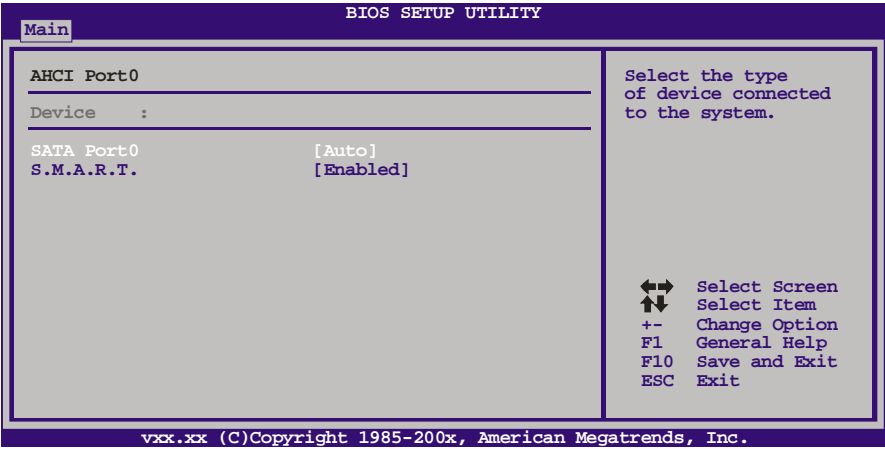 BIOS SETUP UTILITY
Main
AHCI Port0
Device :
SATA Port0 [Auto]
S.M.A.R.T. [Enabled]
Select the type
of device connected
to the system.
Select Screen
Select Item
+- Change Option
F1 General Help
F10 Save and Exit
ESC Exit
vxx.xx (C)Copyright 1985-200x, American Megatrends, Inc.